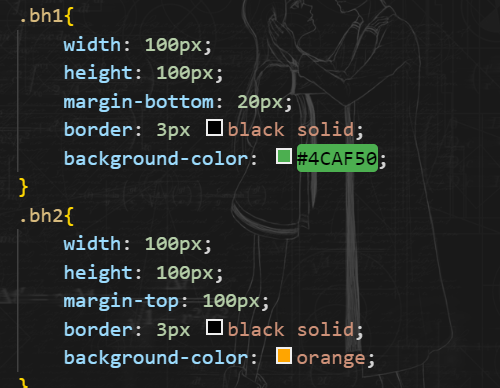 .bh1{
width: 100px;
height: 100px;
margin-bottom: 20px;
border: 3px black solid;
background-color: #4CAF50;
}
.bh2{
width: 100px;
height: 100px;
margin-top: 100px;
border: 3px black solid;
background-color: orange;
}